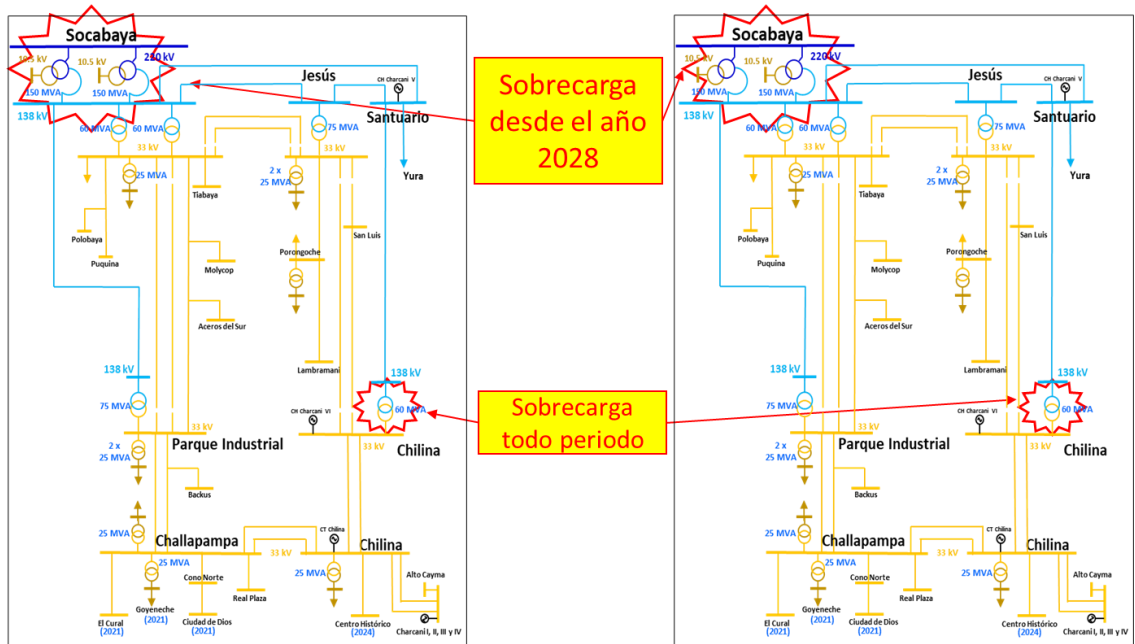 Socabaya
220 kV
10.5 kV
10.5 kV
150 MVA
150 MVA
138 kV
60 MVA
60 MVA
33 kV
25 MVA
Tiabaya
Polobaya
Puquina
Molycop
Aceros del Sur
Jesús
CH Charcani V
Santuario
75 MVA
33 kV
2 x
25 MVA
Yura
San Luis
Porongoche
Lambramani
138 kV
75 MVA
33 kV
2 x
25 MVA
Parque Industrial
Backus
138 kV
60 MVA
CH Charcani VI
33 kV
Chilina
25 MVA
Challapampa
33 kV
CT Chilina
Chilina
25 MVA
Cono Norte
25 MVA
Real Plaza
Alto Cayma
El Cural
(2021)
Goyeneche
(2021)
Ciudad de Dios
(2021)
Centro Histórico
(2024)
Charcani I, II, III y IV
Sobrecarga
desde el año
2028
Sobrecarga
todo periodo
Socabaya
220 kV
10.5 kV
10.5 kV
150 MVA
150 MVA
138 kV
60 MVA
60 MVA
33 kV
25 MVA
Tiabaya
Polobaya
Puquina
Molycop
Aceros del Sur
Jesús
CH Charcani V
Santuario
75 MVA
33 kV
2 x
25 MVA
Yura
San Luis
Porongoche
Lambramani
138 kV
75 MVA
33 kV
2 x
25 MVA
Parque Industrial
Backus
138 kV
60 MVA
CH Charcani VI
33 kV
Chilina
25 MVA
Challapampa
33 kV
CT Chilina
Chilina
25 MVA
Cono Norte
25 MVA
Real Plaza
Alto Cayma
El Cural
(2021)
Goyeneche
(2021)
Ciudad de Dios
(2021)
Centro Histórico
(2024)
Charcani I, II, III y IV